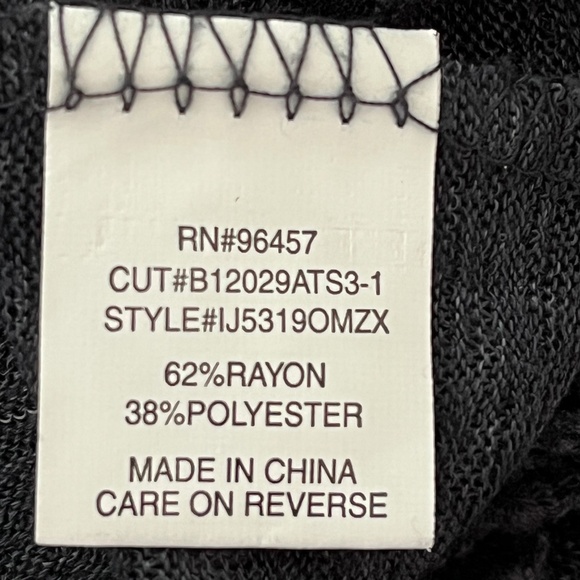 RN#96457
CUT#B12029ATS3-1
STYLE#IJ5319OMZX
62%RAYON
38%POLYESTER
MADE IN CHINA
CARE ON REVERSE